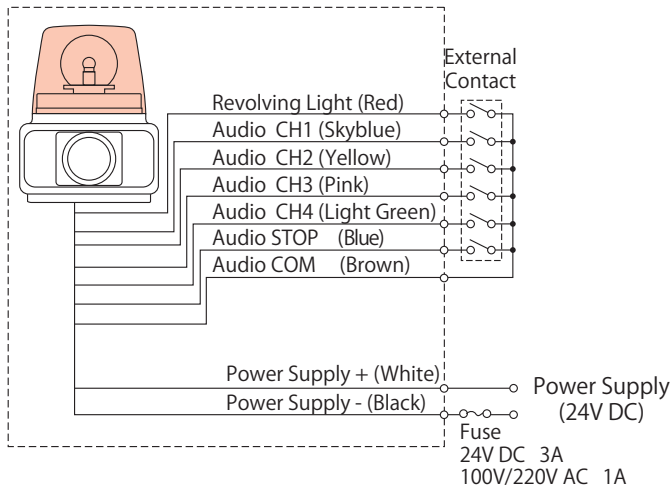 External
Contact
Revolving Light (Red)
Audio CH1 (Skyblue)
Audio CH2 (Yellow)
Audio CH3 (Pink)
Audio CH4 (Light Green)
Audio STOP (Blue)
Audio COM (Brown)
Power Supply + (White)
Power Supply - (Black)
Power Supply
(24V DC)
Fuse
24V DC 3A
100V/220V AC 1A